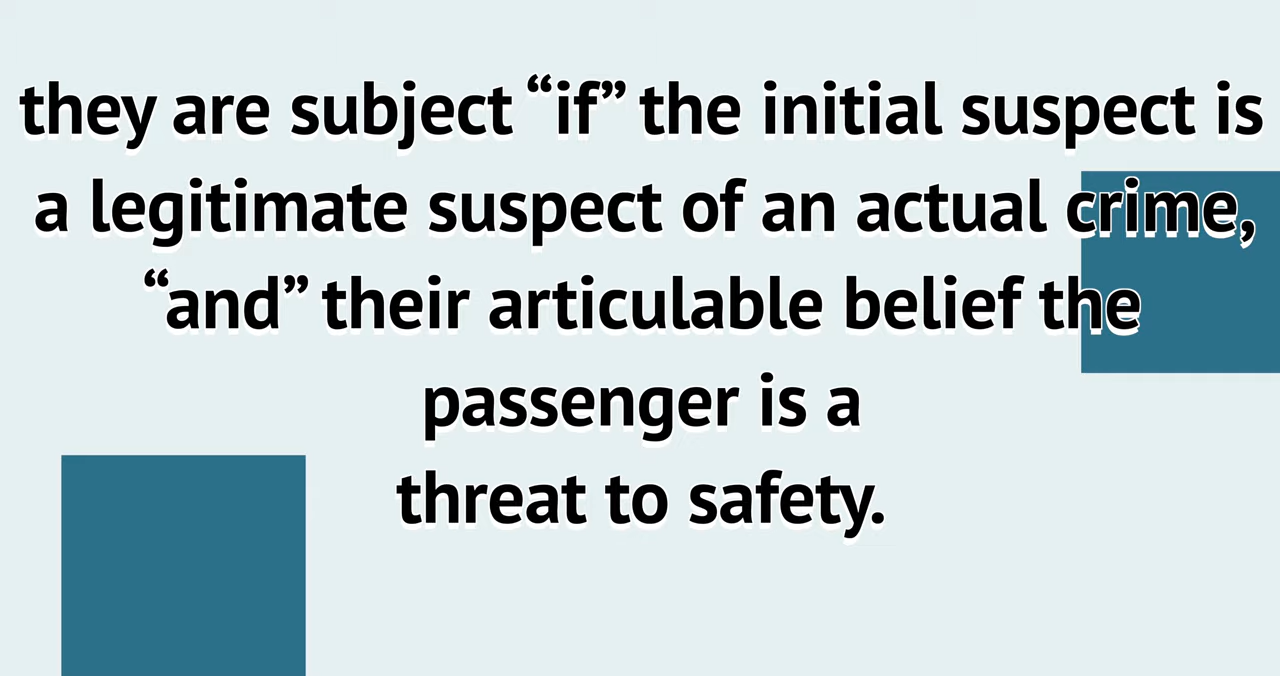 they are subject “if” the initial suspect is
a legitimate suspect of an actual crime,
“and” their articulable belief the
passenger is a
threat to safety.